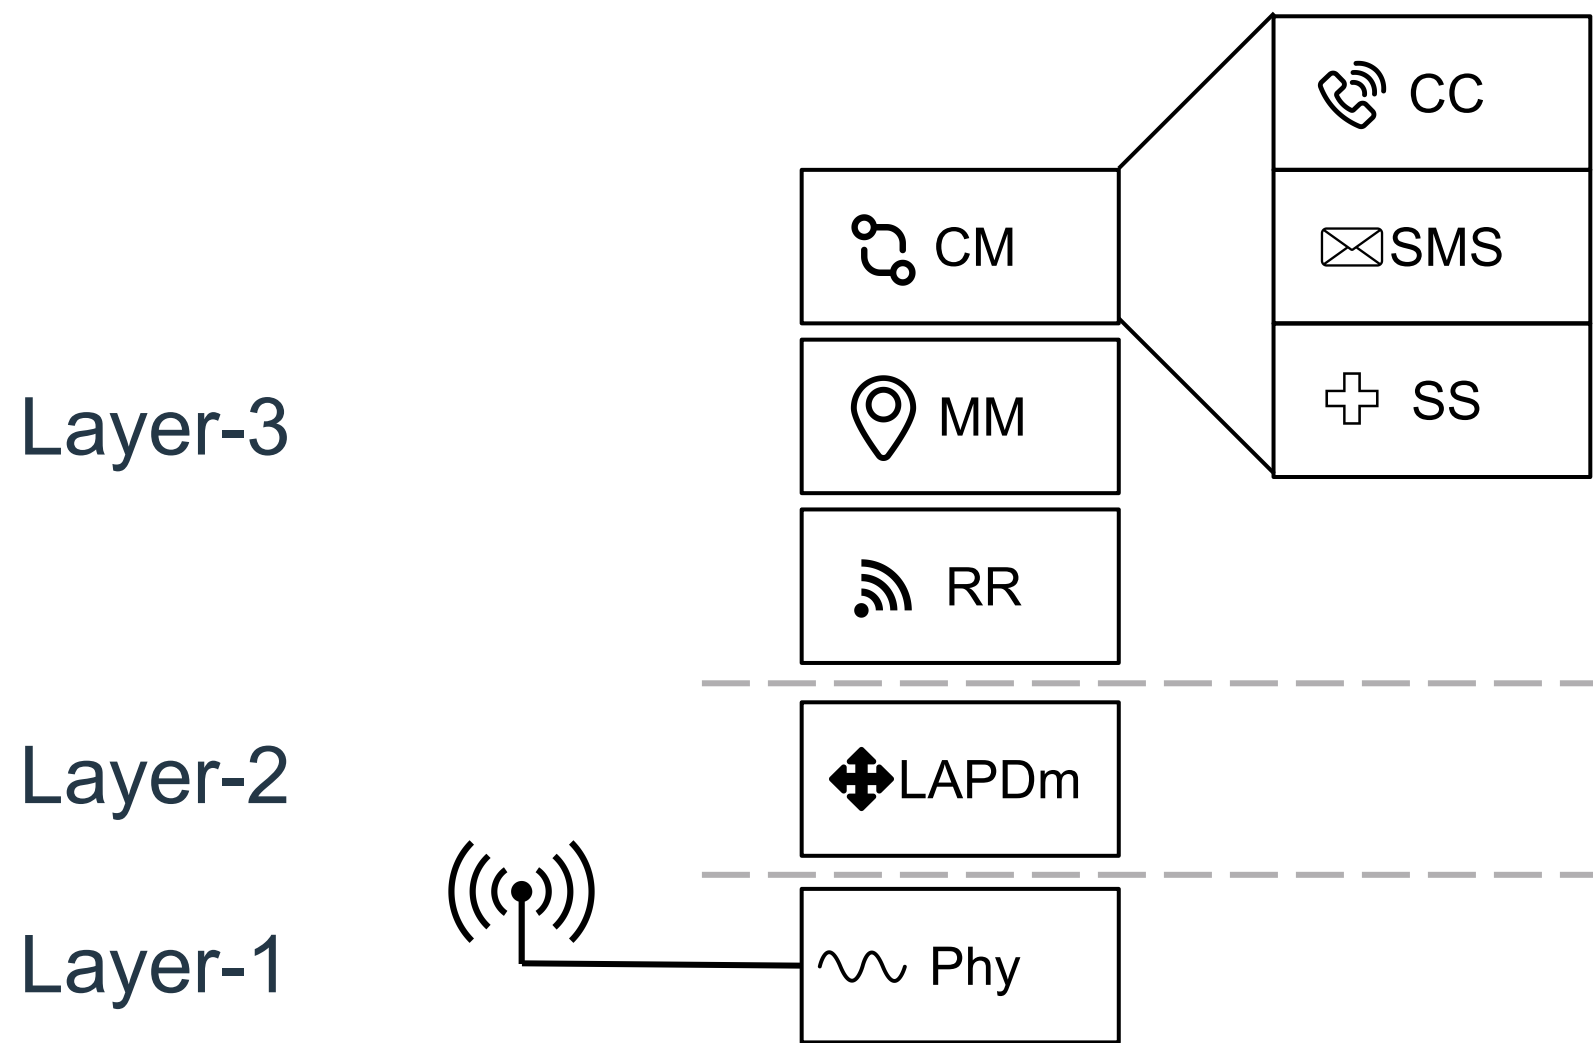 CC
CM
SMS
Layer-3
MM
SS
RR
Layer-2
LAPDm
Layer-1
Phy